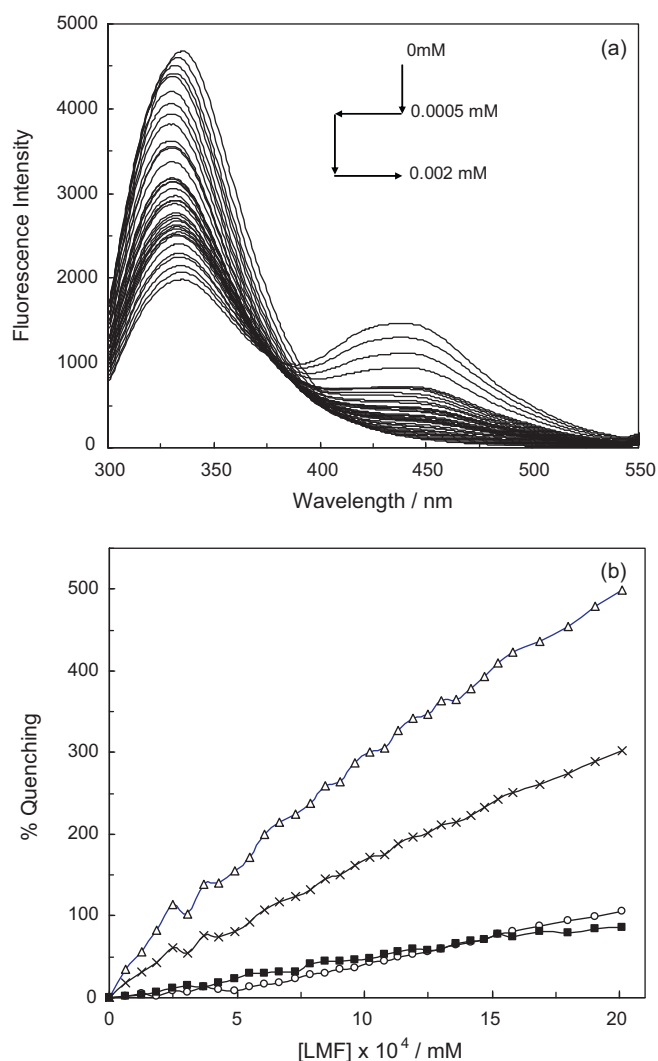 5000
(a)
0mM
4000
0.0005 mM
3000
0.002 mM
Fluorescence Intensity
2000
1000
0
300
350
400
450
500
550
Wavelength / nm
(b)
500
400
300
% Quenching
200
100
0
0
5
10
15
20
[LMF] x 10⁴ / mM